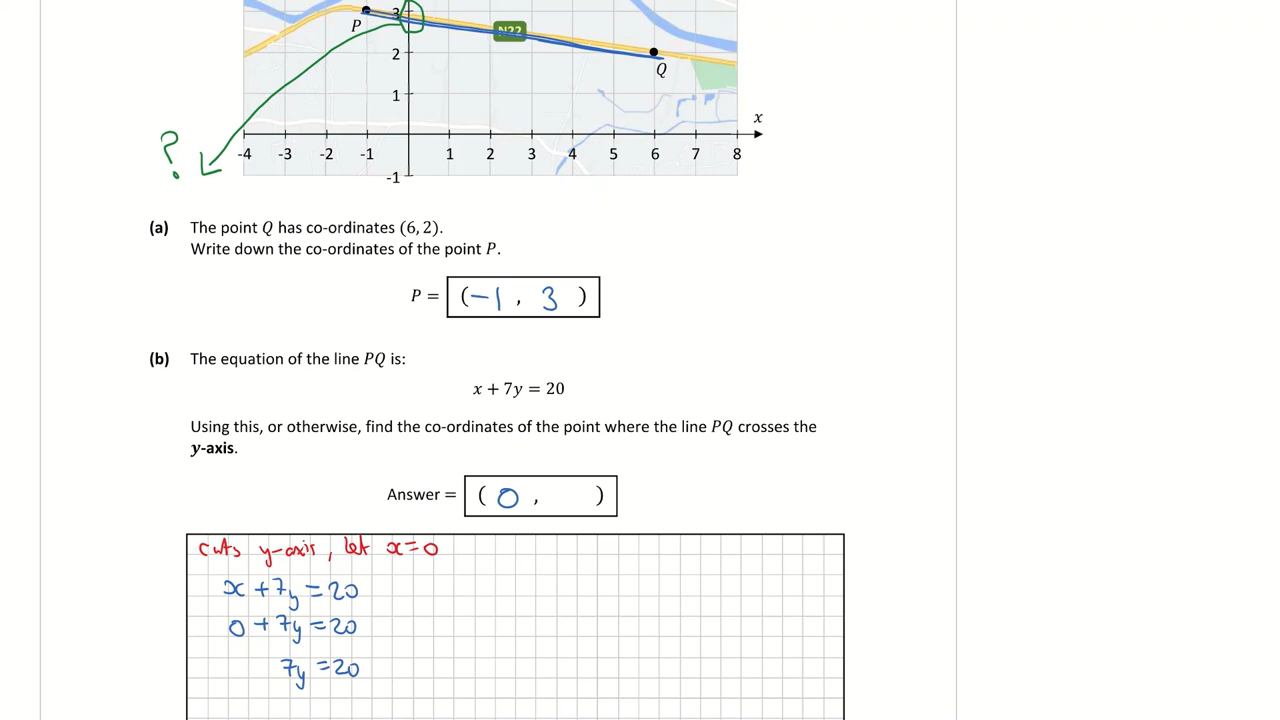 3
P
N22
2
Q
1
x
?
-4 -3 -2 -1 1 2 3 4 5 6 7 8
-1
(a) The point Q has co-ordinates (6, 2).
Write down the co-ordinates of the point P.
P = (-1, 3)
(b) The equation of the line PQ is:
x + 7y = 20
Using this, or otherwise, find the co-ordinates of the point where the line PQ crosses the
y-axis.
Answer = (0, )
cuts y-axis, let x=0
x + 7y = 20
0 + 7y = 20
7y = 20